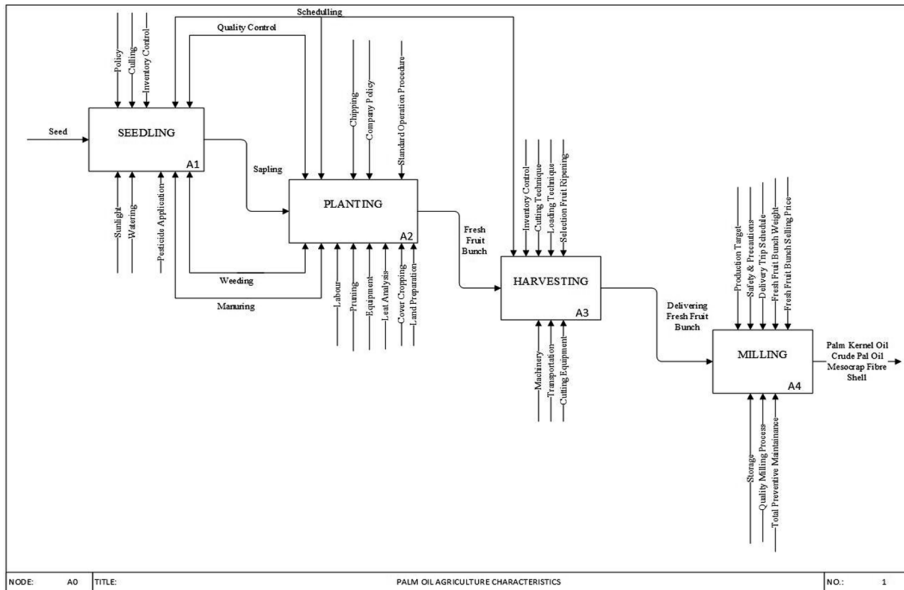 Schedulling
Quality Control
Policy
Culling
Inventory Control
Seed
SEEDLING
A1
Sapling
Sunlight
Watering
Pesticide Application
Weeding
Manuring
Chipping
Company Policy
Standard Operation Procedure
PLANTING
A2
Labour
Pruning
Equipment
Leat Analysis
Cover Cropping
Land Preparation
Fresh
Fruit
Bunch
Inventory Control
Cutting Technique
Loading Technique
Selection Fruit Ripening
HARVESTING
A3
Machinery
Transportation
Cutting Equipment
Delivering
Fresh Fruit
Bunch
Production Target
Safety & Precautions
Delivery Trip Schedule
Fresh Fruit Bunch Weight
Fresh Fruit Bunch Selling Price
MILLING
A4
Storage
Quality Milling Process
Total Preventive Maintainance
Palm Kernel Oil
Crude Pal Oil
Mesocrap Fibre
Shell
NODE: A0 TITLE: PALM OIL AGRICULTURE CHARACTERISTICS NO.: 1